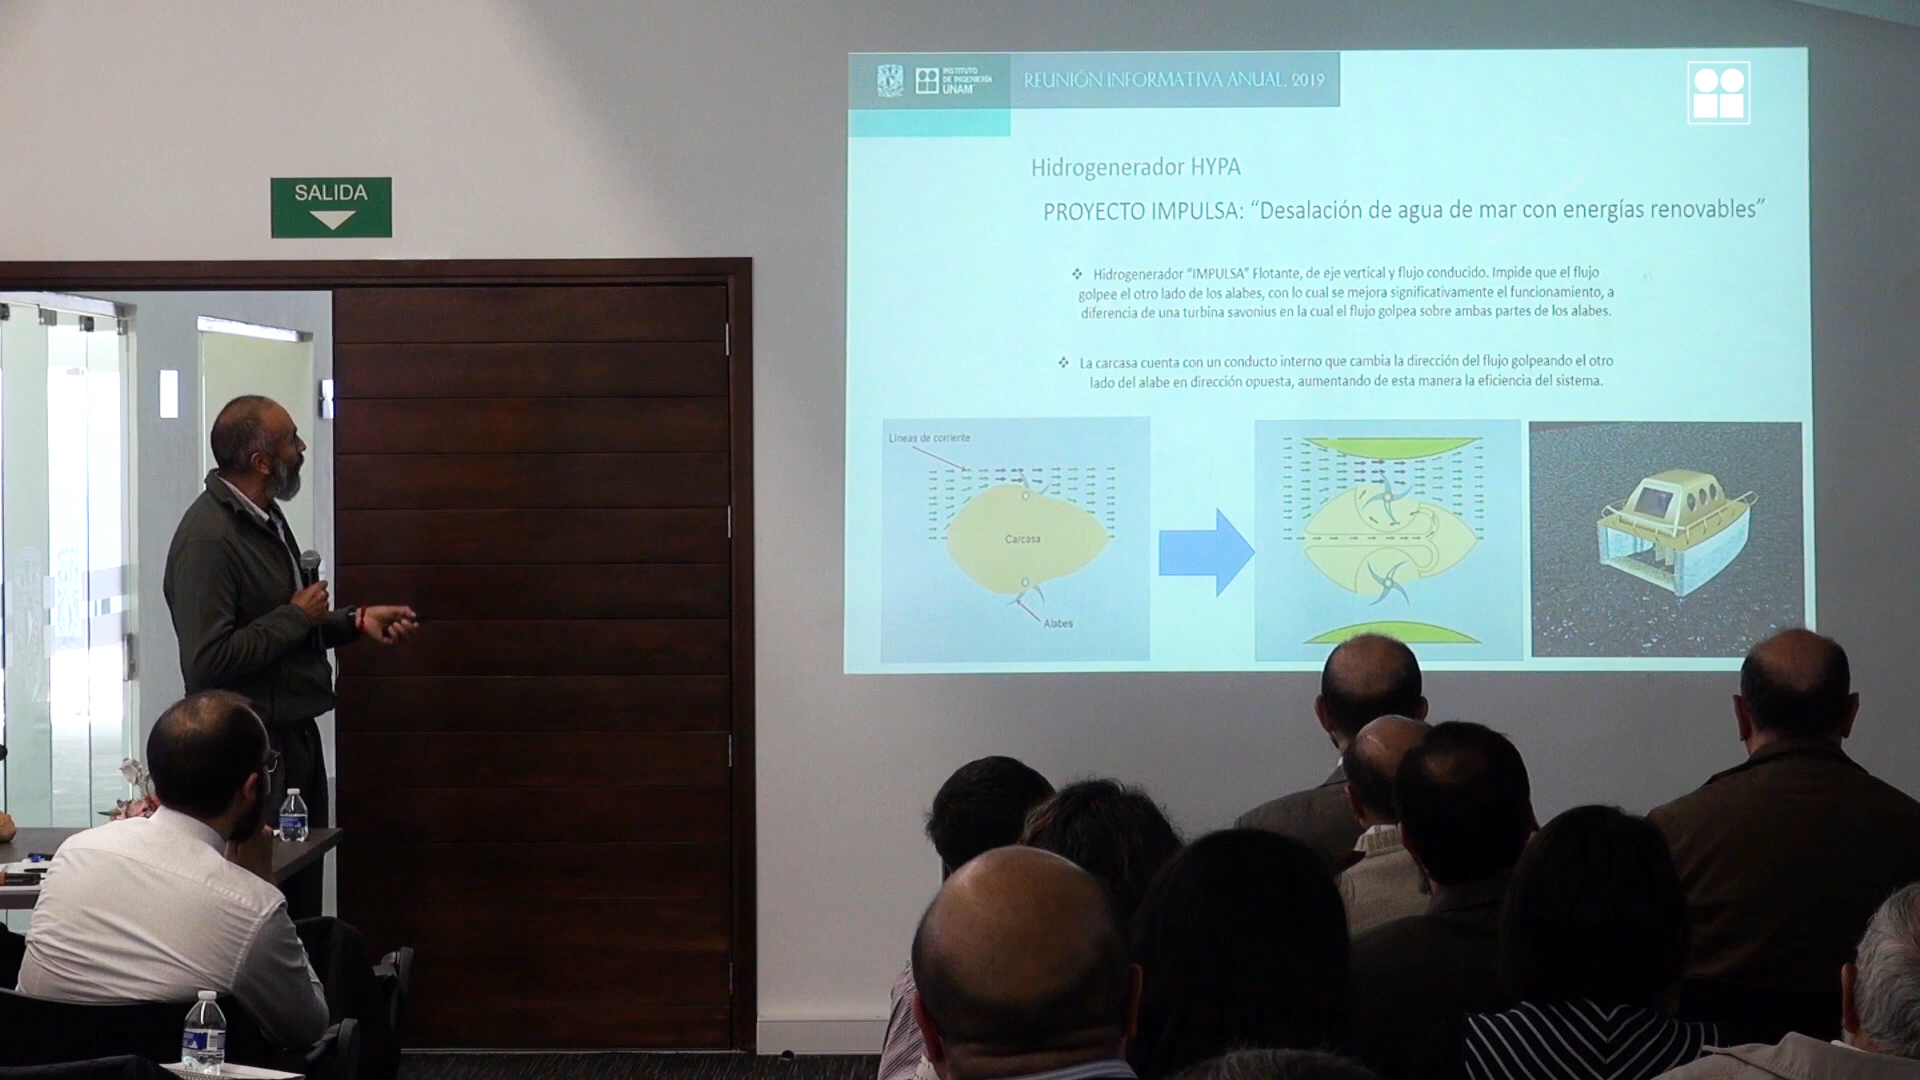 INSTITUTO
DE INGENIERÍA
UNAM
REUNIÓN INFORMATIVA ANUAL, 2019
SALIDA
Hidrogenerador HYPA
PROYECTO IMPULSA: “Desalación de agua de mar con energías renovables”
❖ Hidrogenerador “IMPULSA” Flotante, de eje vertical y flujo conducido. Impide que el flujo
golpee el otro lado de los alabes, con lo cual se mejora significativamente el funcionamiento, a
diferencia de una turbina savonius en la cual el flujo golpea sobre ambas partes de los alabes.
❖ La carcasa cuenta con un conducto interno que cambia la dirección del flujo golpeando el otro
lado del alabe en dirección opuesta, aumentando de esta manera la eficiencia del sistema.
Líneas de corriente
Carcasa
Alabes